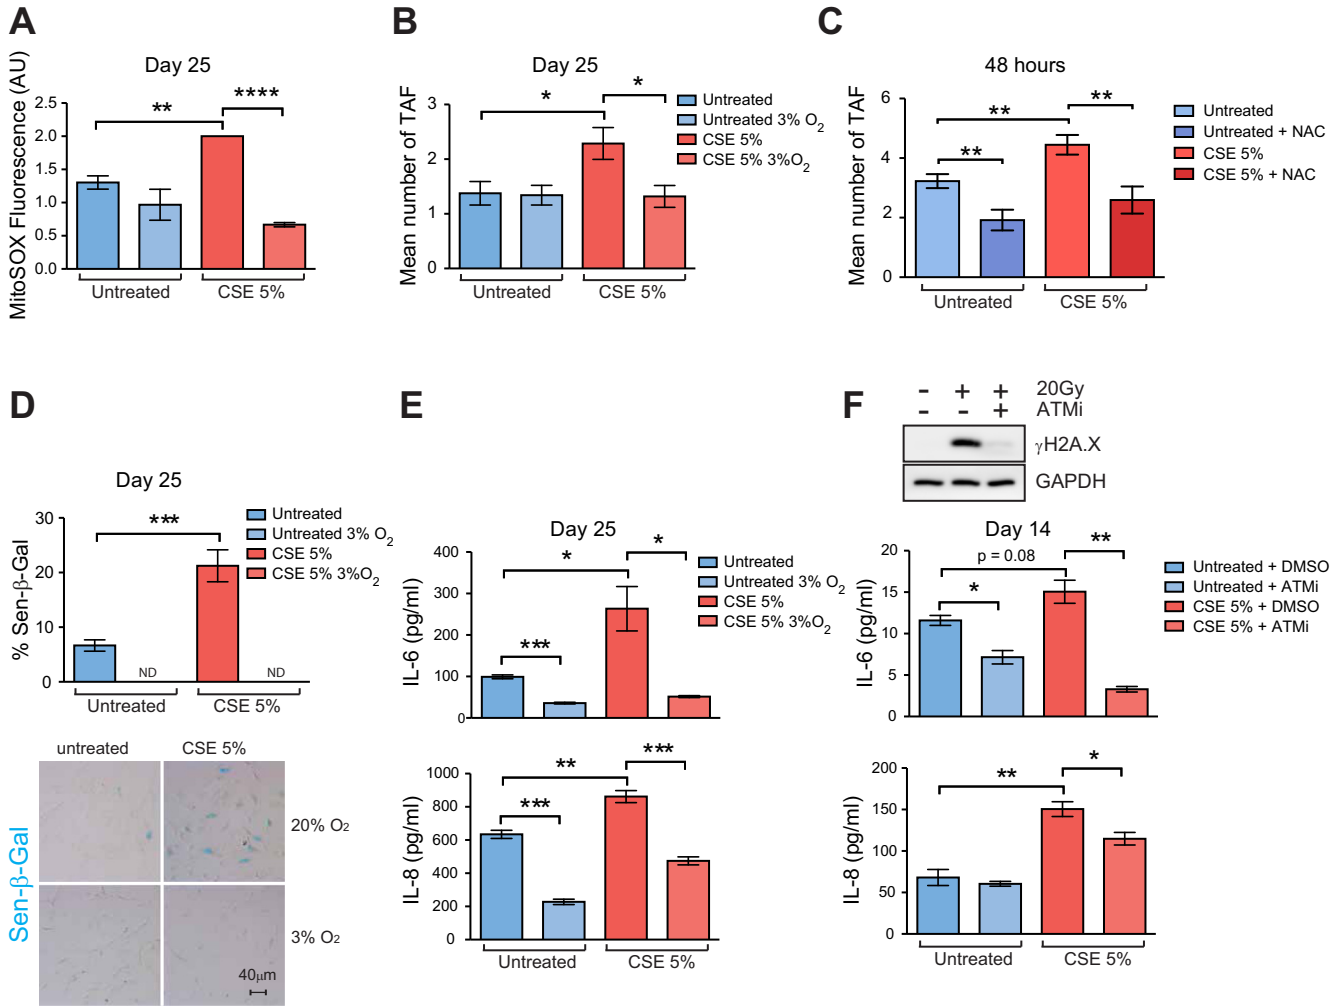 A
Day 25
MitoSOX Fluorescence (AU)
2.5
2.0
1.5
1.0
0.5
0.0
**
****
Untreated
CSE 5%
B
Day 25
Mean number of TAF
3
2
1
0
*
*
Untreated
CSE 5%
Untreated
Untreated 3% O2
CSE 5%
CSE 5% 3%O2
C
48 hours
Mean number of TAF
6
4
2
0
**
**
**
Untreated
CSE 5%
Untreated
Untreated + NAC
CSE 5%
CSE 5% + NAC
D
Day 25
% Sen-β-Gal
30
20
10
0
***
ND
ND
Untreated
CSE 5%
Untreated
Untreated 3% O2
CSE 5%
CSE 5% 3%O2
untreated
CSE 5%
Sen-β-Gal
20% O2
3% O2
40μm
E
Day 25
IL-6 (pg/ml)
400
300
200
100
0
*
*
***
Untreated
Untreated 3% O2
CSE 5%
CSE 5% 3%O2
IL-8 (pg/ml)
1000
800
600
400
200
0
**
***
***
Untreated
CSE 5%
F
- + + 20Gy
- - + ATMi
γH2A.X
GAPDH
Day 14
IL-6 (pg/ml)
20
15
10
5
0
p = 0.08
**
*
Untreated + DMSO
Untreated + ATMi
CSE 5% + DMSO
CSE 5% + ATMi
IL-8 (pg/ml)
200
150
100
50
0
**
*
Untreated
CSE 5%